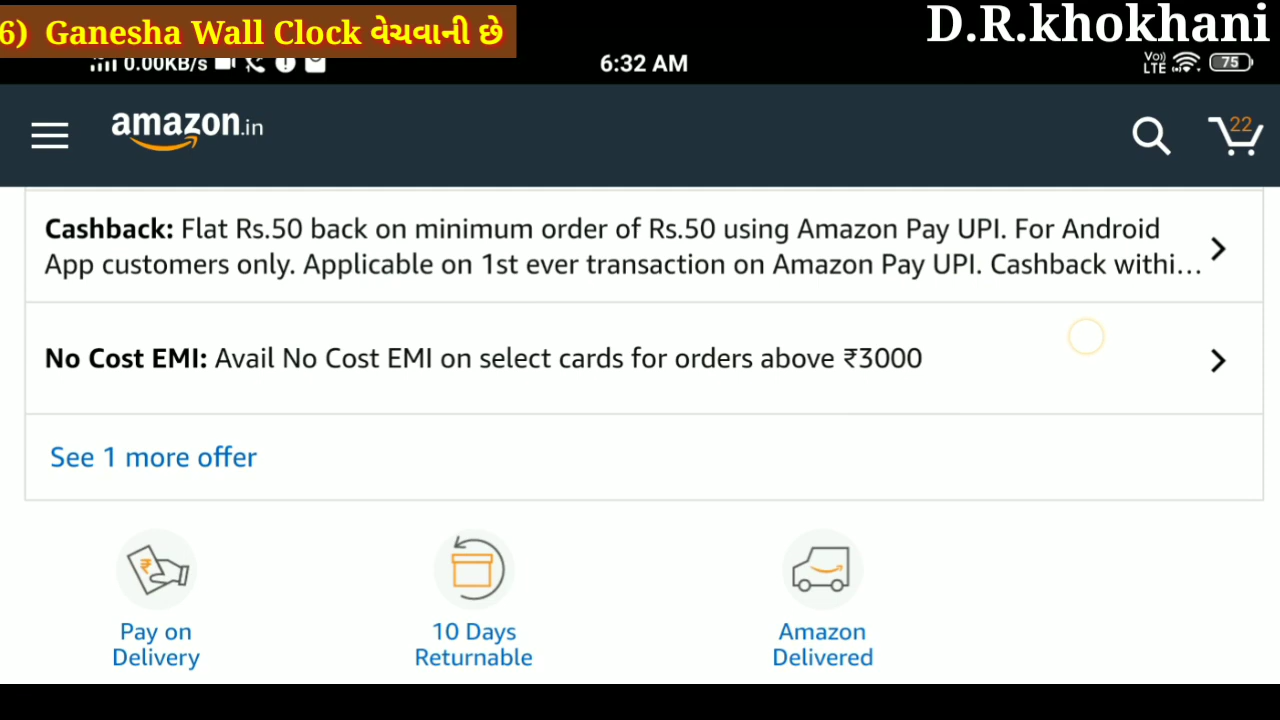 6) Ganesha Wall Clock વેચવાની છે
D.R.khokhani
0.00KB/s
6:32 AM
Vo)) LTE
75
amazon.in
22
Cashback: Flat Rs.50 back on minimum order of Rs.50 using Amazon Pay UPI. For Android
App customers only. Applicable on 1st ever transaction on Amazon Pay UPI. Cashback withi...
No Cost EMI: Avail No Cost EMI on select cards for orders above ₹3000
See 1 more offer
Pay on
Delivery
10 Days
Returnable
Amazon
Delivered